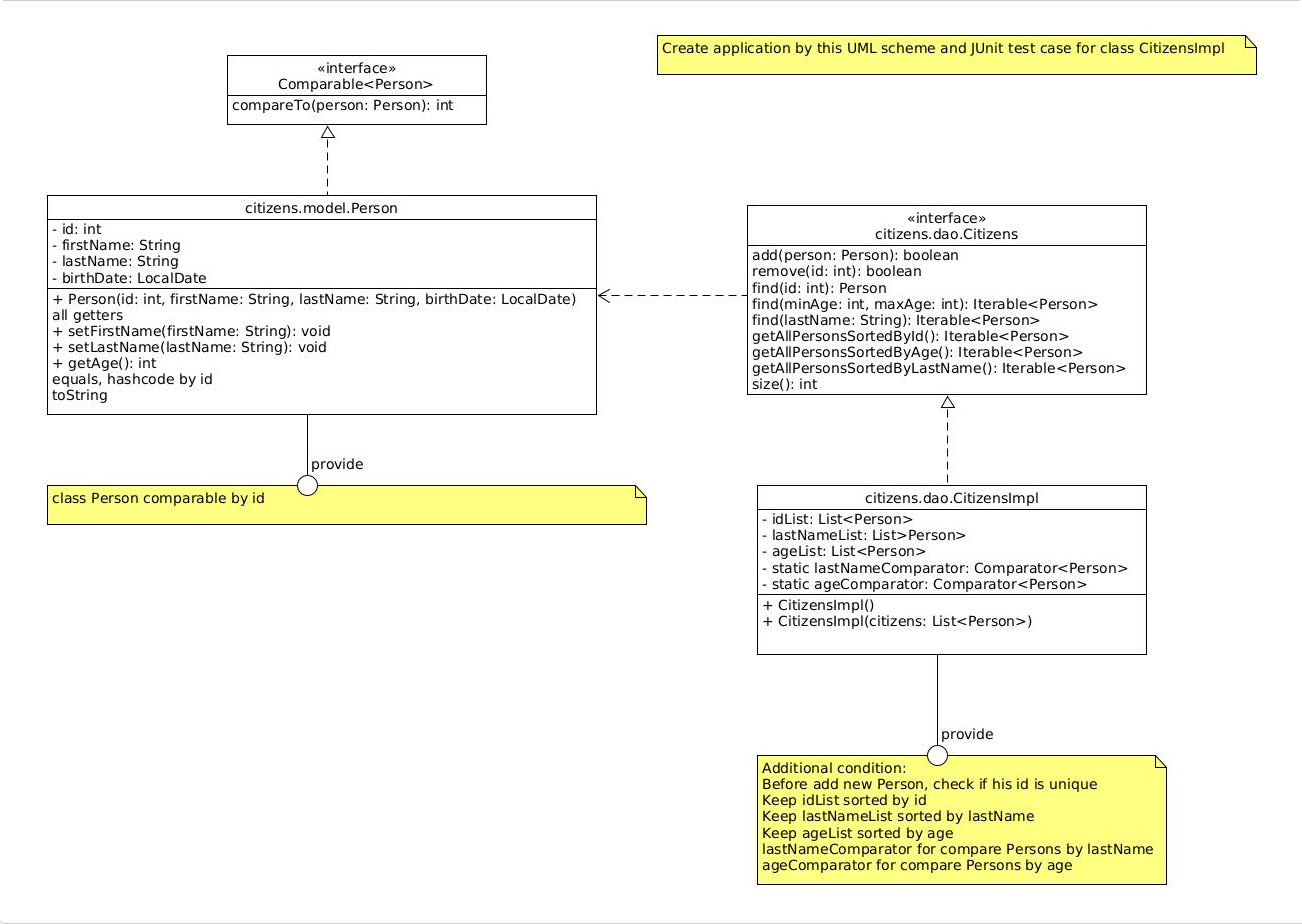 Create application by this UML scheme and JUnit test case for class CitizensImpl
«interface»
Comparable<Person>
compareTo(person: Person): int
citizens.model.Person
- id: int
- firstName: String
- lastName: String
- birthDate: LocalDate
+ Person(id: int, firstName: String, lastName: String, birthDate: LocalDate)
all getters
+ setFirstName(firstName: String): void
+ setLastName(lastName: String): void
+ getAge(): int
equals, hashcode by id
toString
provide
class Person comparable by id
«interface»
citizens.dao.Citizens
add(person: Person): boolean
remove(id: int): boolean
find(id: int): Person
find(minAge: int, maxAge: int): Iterable<Person>
find(lastName: String): Iterable<Person>
getAllPersonsSortedById(): Iterable<Person>
getAllPersonsSortedByAge(): Iterable<Person>
getAllPersonsSortedByLastName(): Iterable<Person>
size(): int
citizens.dao.CitizensImpl
- idList: List<Person>
- lastNameList: List>Person>
- ageList: List<Person>
- static lastNameComparator: Comparator<Person>
- static ageComparator: Comparator<Person>
+ CitizensImpl()
+ CitizensImpl(citizens: List<Person>)
provide
Additional condition:
Before add new Person, check if his id is unique
Keep idList sorted by id
Keep lastNameList sorted by lastName
Keep ageList sorted by age
lastNameComparator for compare Persons by lastName
ageComparator for compare Persons by age